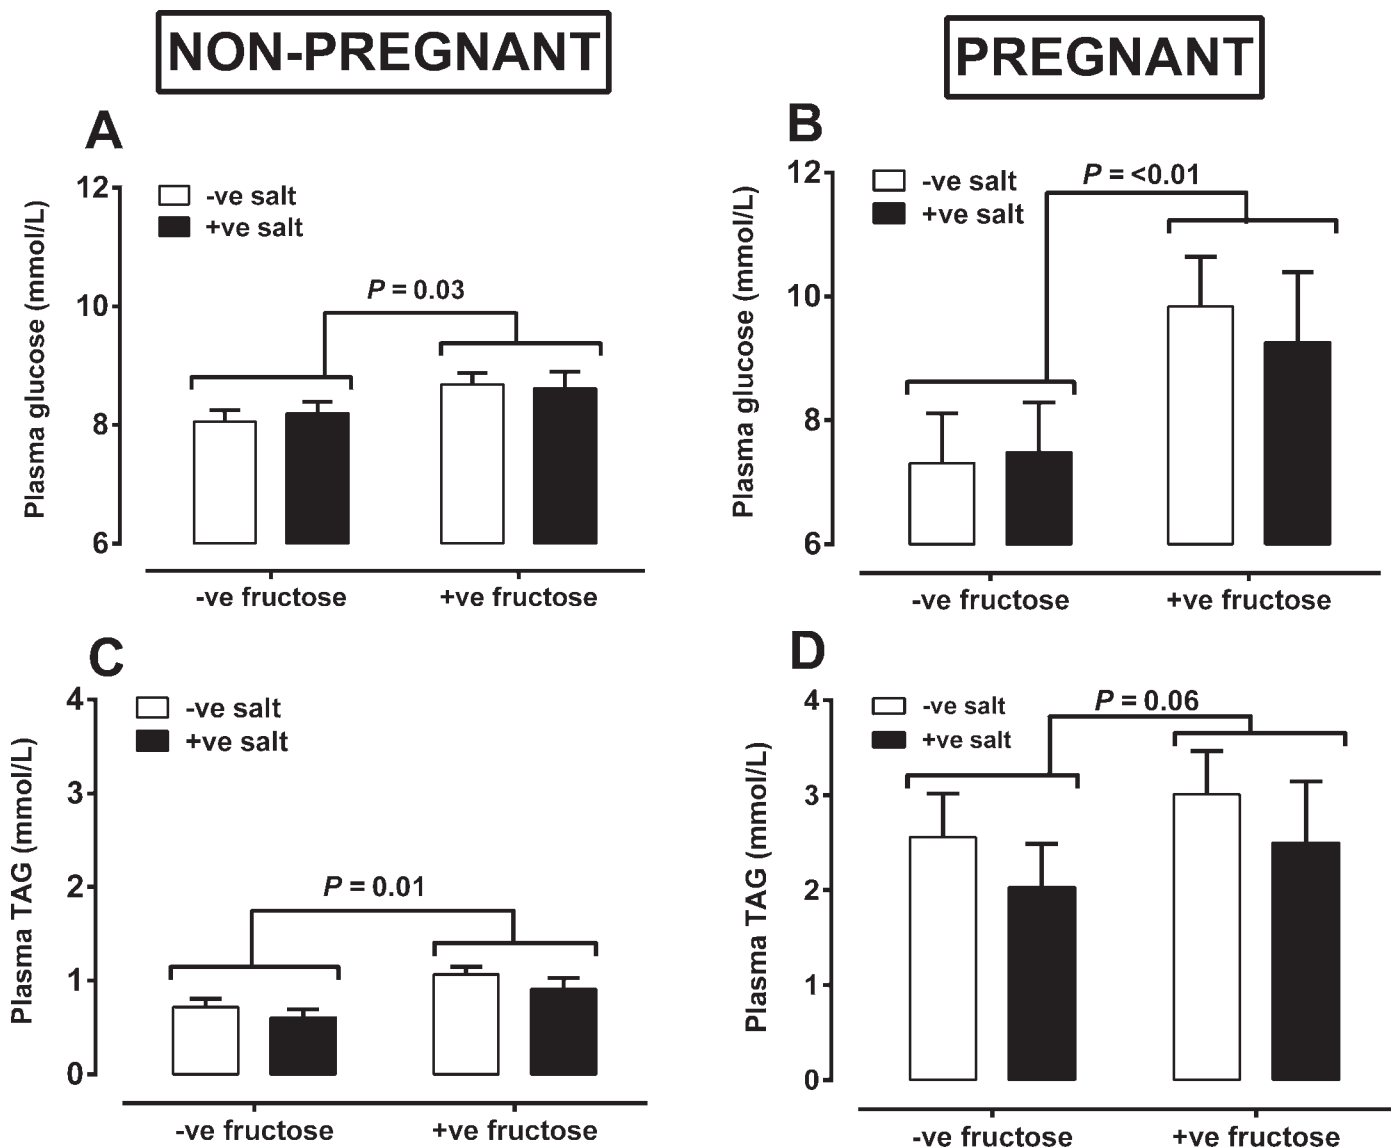 NON-PREGNANT
PREGNANT
A
Plasma glucose (mmol/L)
12
10
8
6
-ve salt
+ve salt
P = 0.03
-ve fructose
+ve fructose
B
Plasma glucose (mmol/L)
12
10
8
6
-ve salt
+ve salt
P = <0.01
-ve fructose
+ve fructose
C
Plasma TAG (mmol/L)
4
3
2
1
0
-ve salt
+ve salt
P = 0.01
-ve fructose
+ve fructose
D
Plasma TAG (mmol/L)
4
3
2
1
0
-ve salt
+ve salt
P = 0.06
-ve fructose
+ve fructose